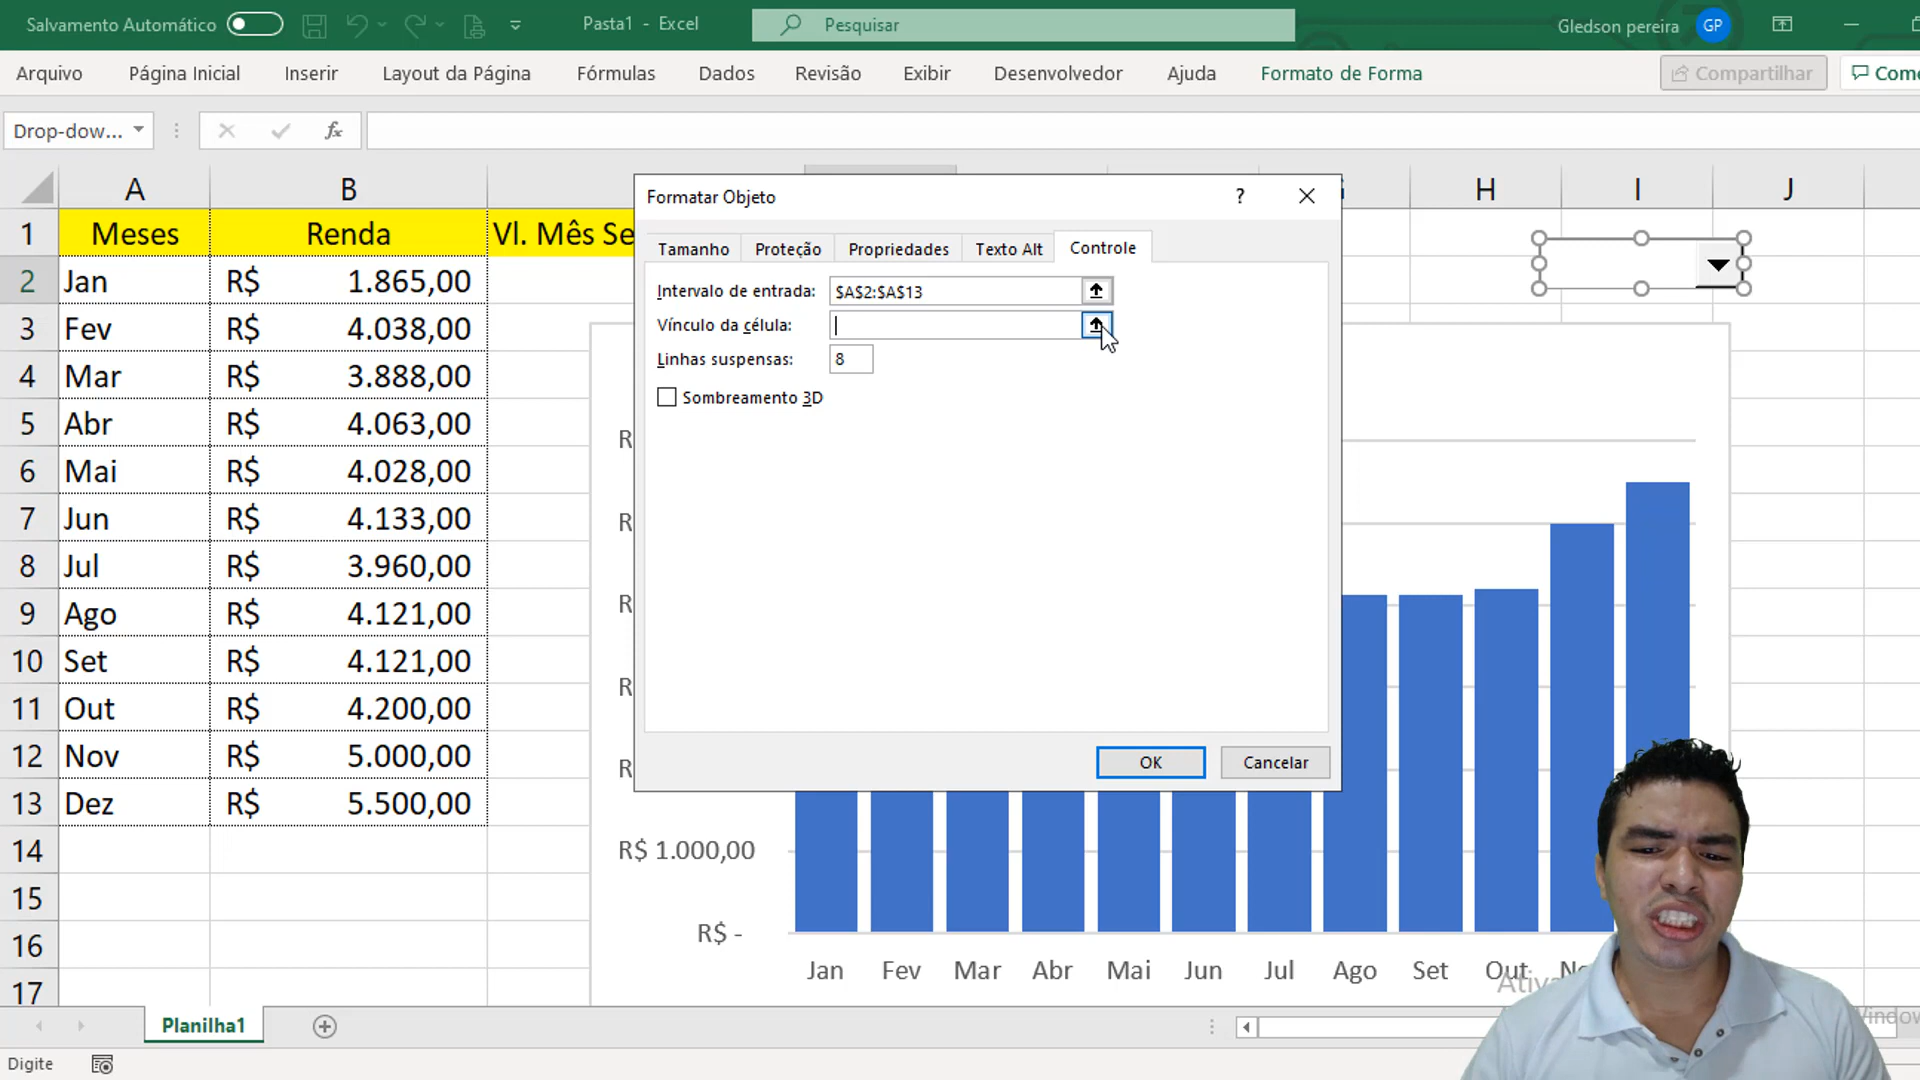 Salvamento Automático
Pasta1 - Excel
Pesquisar
Gledson pereira
GP
Arquivo
Página Inicial
Inserir
Layout da Página
Fórmulas
Dados
Revisão
Exibir
Desenvolvedor
Ajuda
Formato de Forma
Compartilhar
Come
Drop-dow...
fx
A B H I J
1 Meses Renda Vl. Mês Se
2 Jan R$ 1.865,00
3 Fev R$ 4.038,00
4 Mar R$ 3.888,00
5 Abr R$ 4.063,00
6 Mai R$ 4.028,00
7 Jun R$ 4.133,00
8 Jul R$ 3.960,00
9 Ago R$ 4.121,00
10 Set R$ 4.121,00
11 Out R$ 4.200,00
12 Nov R$ 5.000,00
13 Dez R$ 5.500,00
14
15
16
17
Formatar Objeto
?
Tamanho
Proteção
Propriedades
Texto Alt
Controle
Intervalo de entrada: $A$2:$A$13
Vínculo da célula:
Linhas suspensas: 8
Sombreamento 3D
OK
Cancelar
R$ 1.000,00
R$ -
Jan Fev Mar Abr Mai Jun Jul Ago Set Out
Planilha1
Digite